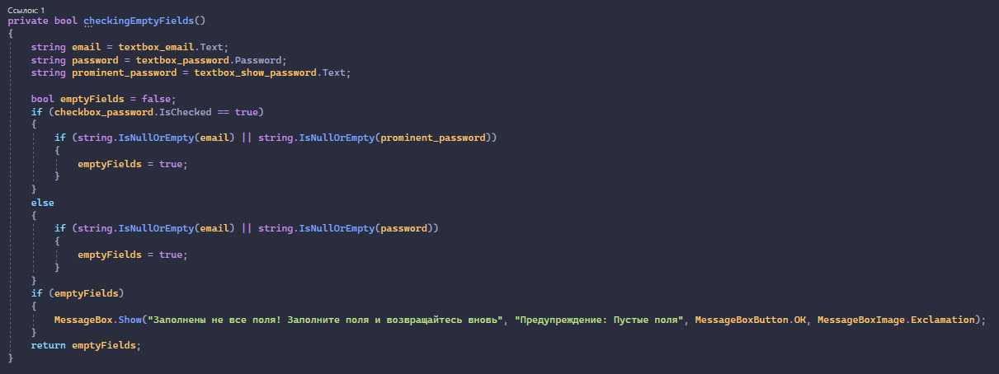 Ссылок: 1
private bool checkingEmptyFields()
{
    string email = textbox_email.Text;
    string password = textbox_password.Password;
    string prominent_password = textbox_show_password.Text;

    bool emptyFields = false;
    if (checkbox_password.IsChecked == true)
    {
        if (string.IsNullOrEmpty(email) || string.IsNullOrEmpty(prominent_password))
        {
            emptyFields = true;
        }
    }
    else
    {
        if (string.IsNullOrEmpty(email) || string.IsNullOrEmpty(password))
        {
            emptyFields = true;
        }
    }
    if (emptyFields)
    {
        MessageBox.Show("Заполнены не все поля! Заполните поля и возвращайтесь вновь", "Предупреждение: Пустые поля", MessageBoxButton.OK, MessageBoxImage.Exclamation);
    }
    return emptyFields;
}